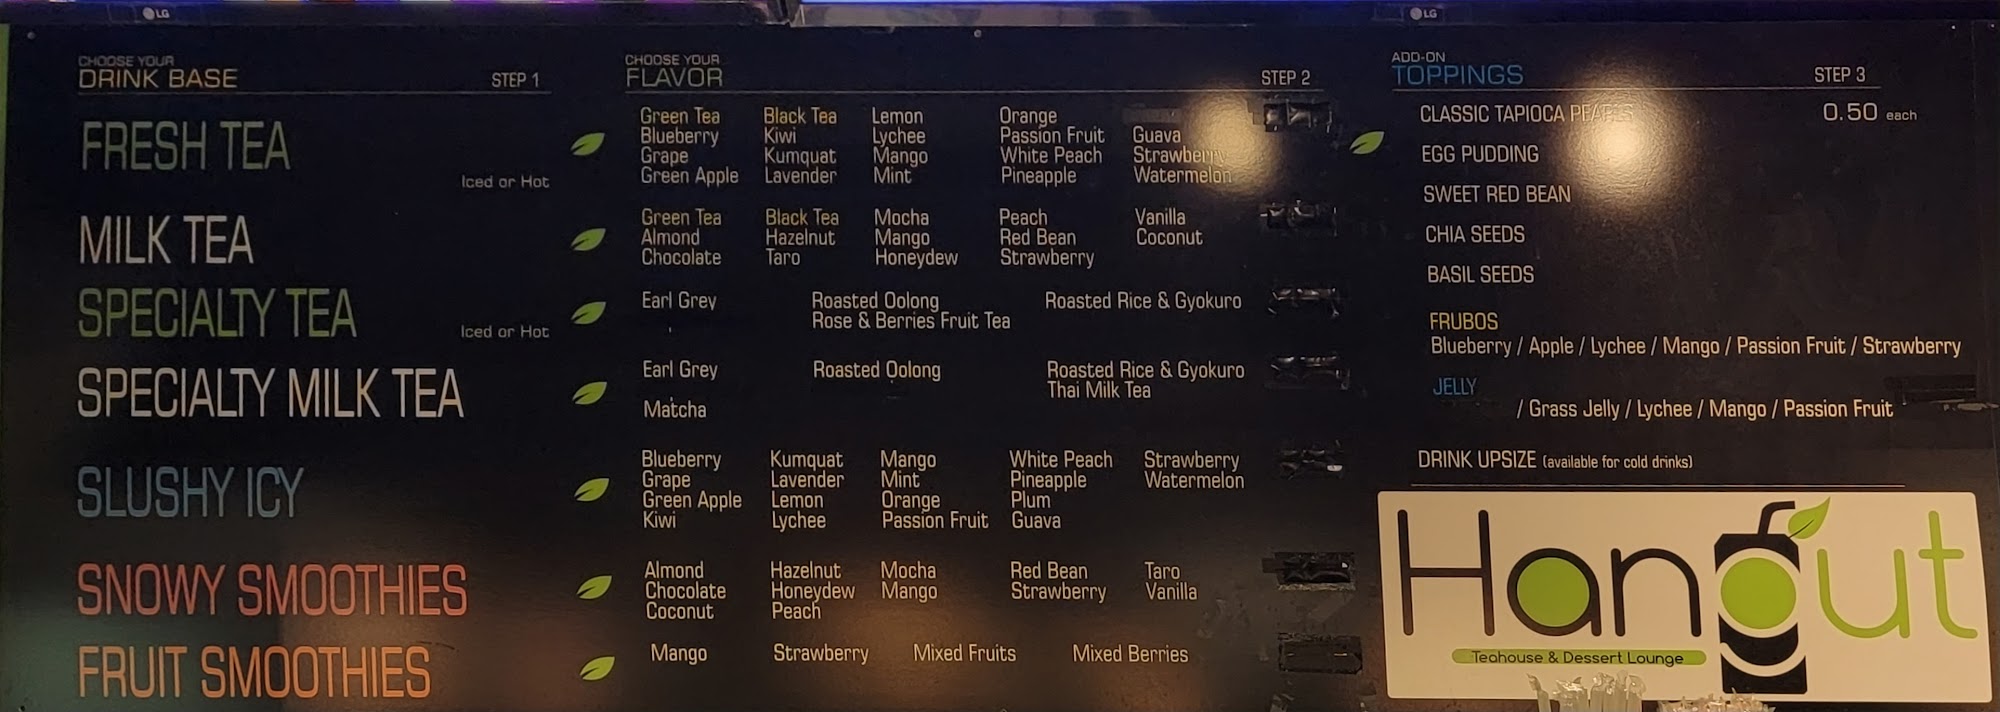 LG
LG
CHOOSE YOUR
DRINK BASE STEP 1
FRESH TEA
Iced or Hot
MILK TEA
SPECIALTY TEA
Iced or Hot
SPECIALTY MILK TEA
SLUSHY ICY
SNOWY SMOOTHIES
FRUIT SMOOTHIES
CHOOSE YOUR
FLAVOR STEP 2
Green Tea Black Tea Lemon Orange
Blueberry Kiwi Lychee Passion Fruit Guava
Grape Kumquat Mango White Peach Strawberry
Green Apple Lavender Mint Pineapple Watermelon
Green Tea Black Tea Mocha Peach Vanilla
Almond Hazelnut Mango Red Bean Coconut
Chocolate Taro Honeydew Strawberry
Earl Grey Roasted Oolong Roasted Rice & Gyokuro
Rose & Berries Fruit Tea
Earl Grey Roasted Oolong Roasted Rice & Gyokuro
Thai Milk Tea
Matcha
Blueberry Kumquat Mango White Peach Strawberry
Grape Lavender Mint Pineapple Watermelon
Green Apple Lemon Orange Plum
Kiwi Lychee Passion Fruit Guava
Almond Hazelnut Mocha Red Bean Taro
Chocolate Honeydew Mango Strawberry Vanilla
Coconut Peach
Mango Strawberry Mixed Fruits Mixed Berries
ADD-ON
TOPPINGS STEP 3
CLASSIC TAPIOCA PEARLS 0.50 each
EGG PUDDING
SWEET RED BEAN
CHIA SEEDS
BASIL SEEDS
FRUBOS
Blueberry / Apple / Lychee / Mango / Passion Fruit / Strawberry
JELLY
/ Grass Jelly / Lychee / Mango / Passion Fruit
DRINK UPSIZE (available for cold drinks)
Hangout
Teahouse & Dessert Lounge